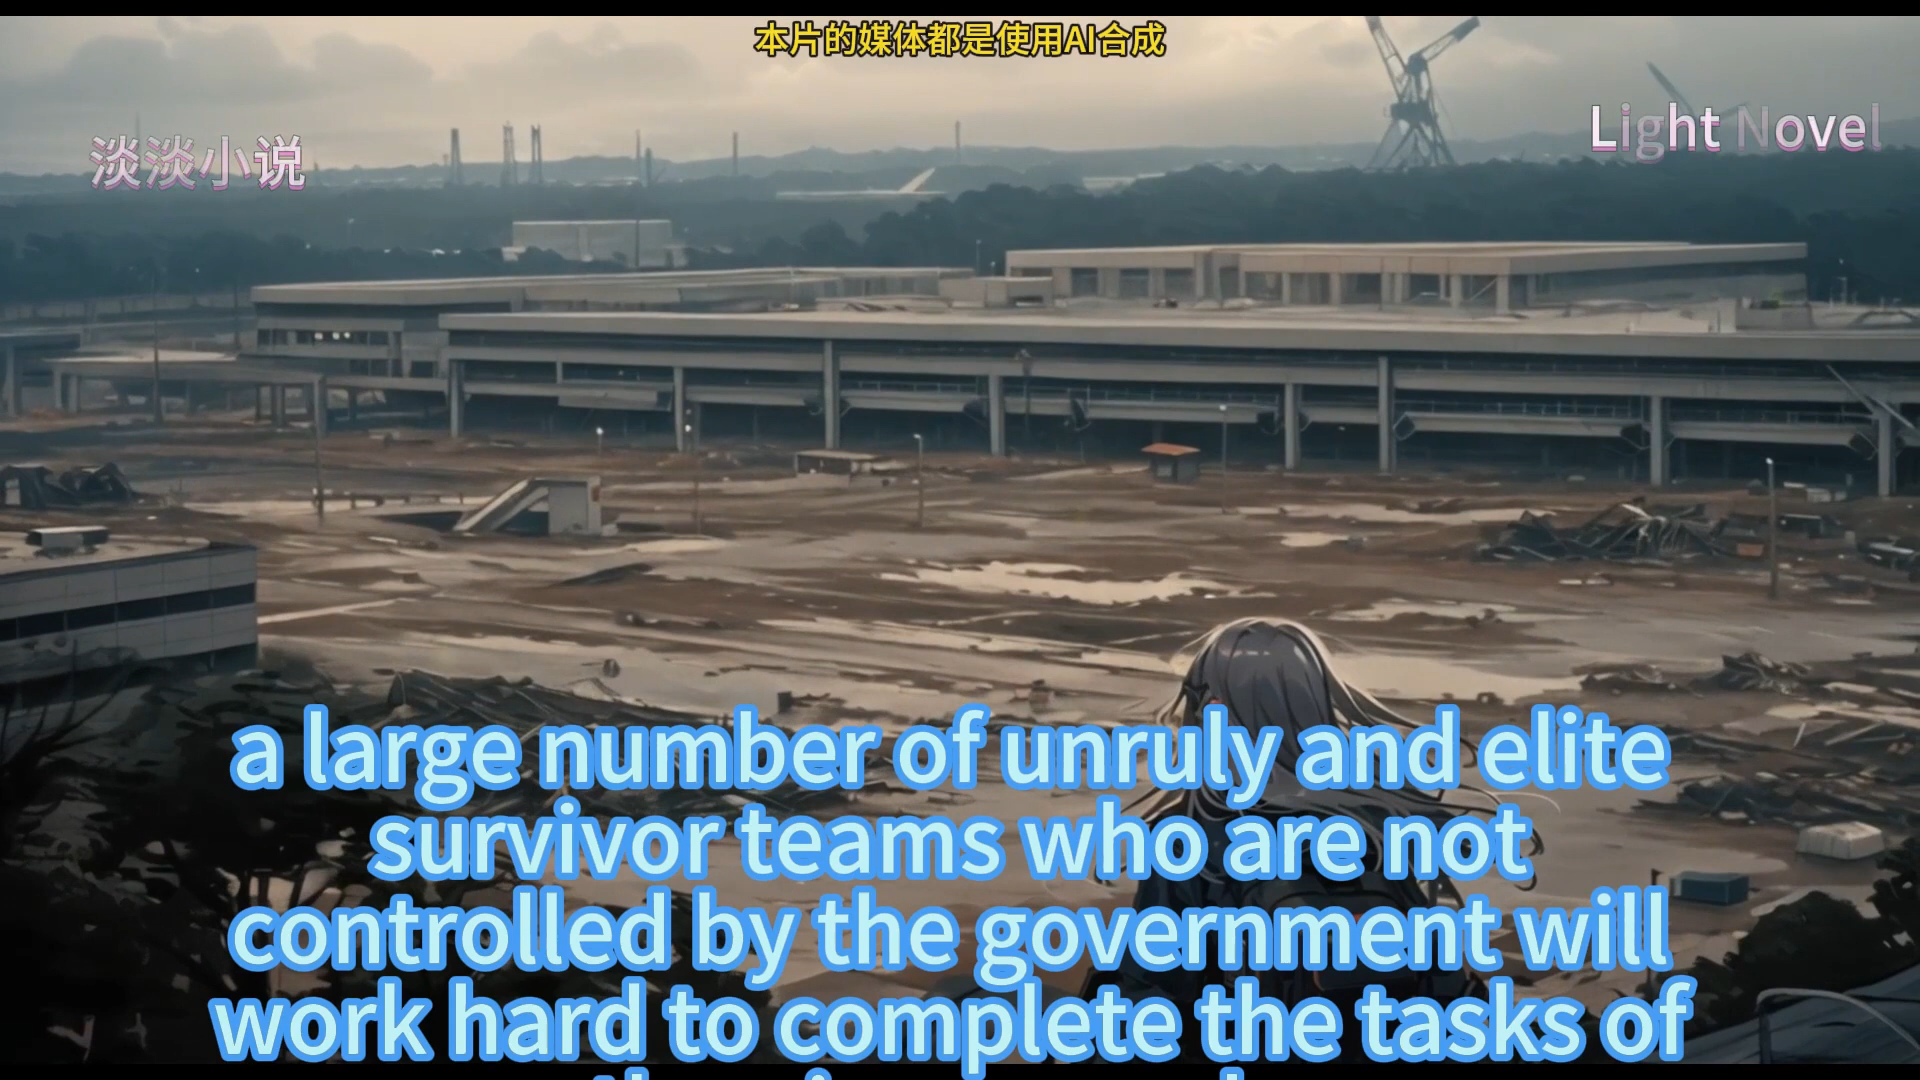 本片的媒体都是使用AI合成
淡淡小说
Light Novel
a large number of unruly and elite
survivor teams who are not
controlled by the government will
work hard to complete the tasks of